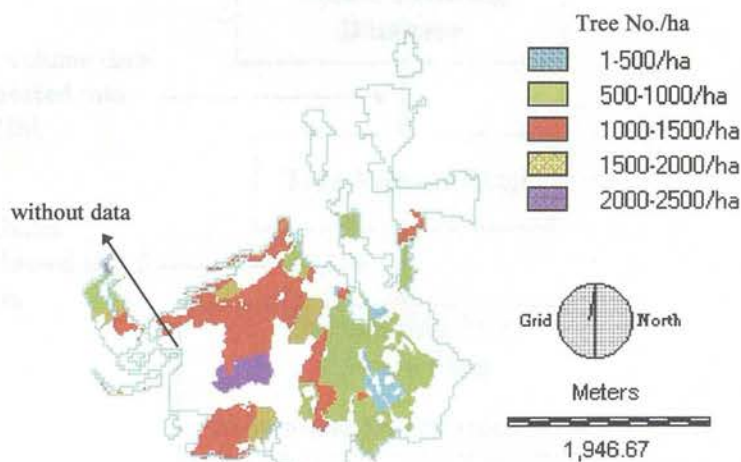 Tree No./ha
1-500/ha
500-1000/ha
1000-1500/ha
1500-2000/ha
2000-2500/ha
without data
Grid North
Meters
1,946.67